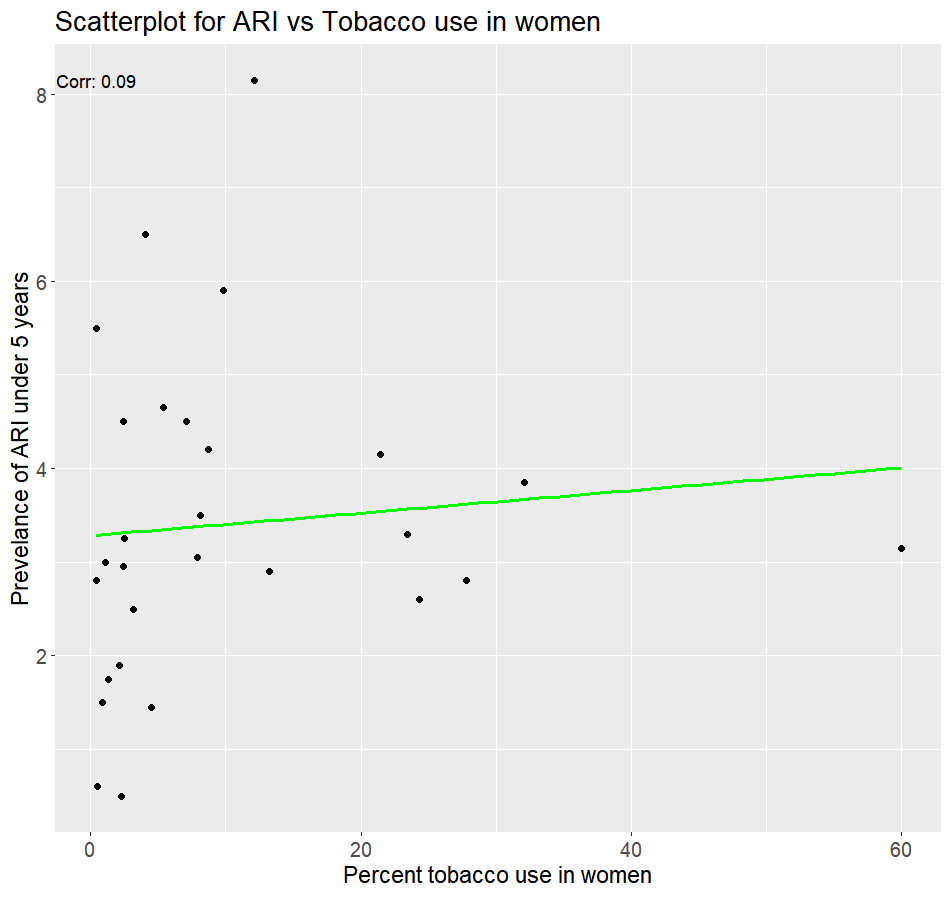 Scatterplot for ARI vs Tobacco use in women
Corr: 0.09
8
6
4
2
Prevelance of ARI under 5 years
0 20 40 60
Percent tobacco use in women